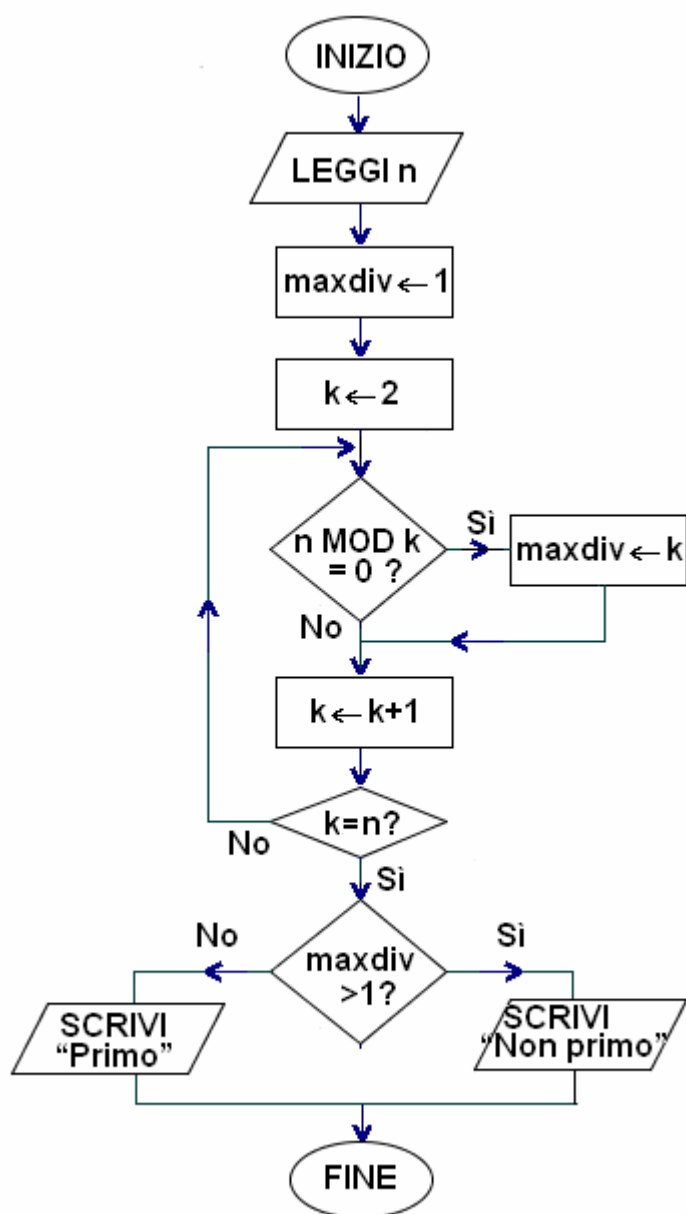 INIZIO
LEGGI n
maxdiv ← 1
k ← 2
n MOD k
= 0 ?
Sì
maxdiv ← k
No
k ← k+1
k=n?
No
Sì
maxdiv
>1?
No
Sì
SCRIVI
“Primo”
SCRIVI
“Non primo”
FINE